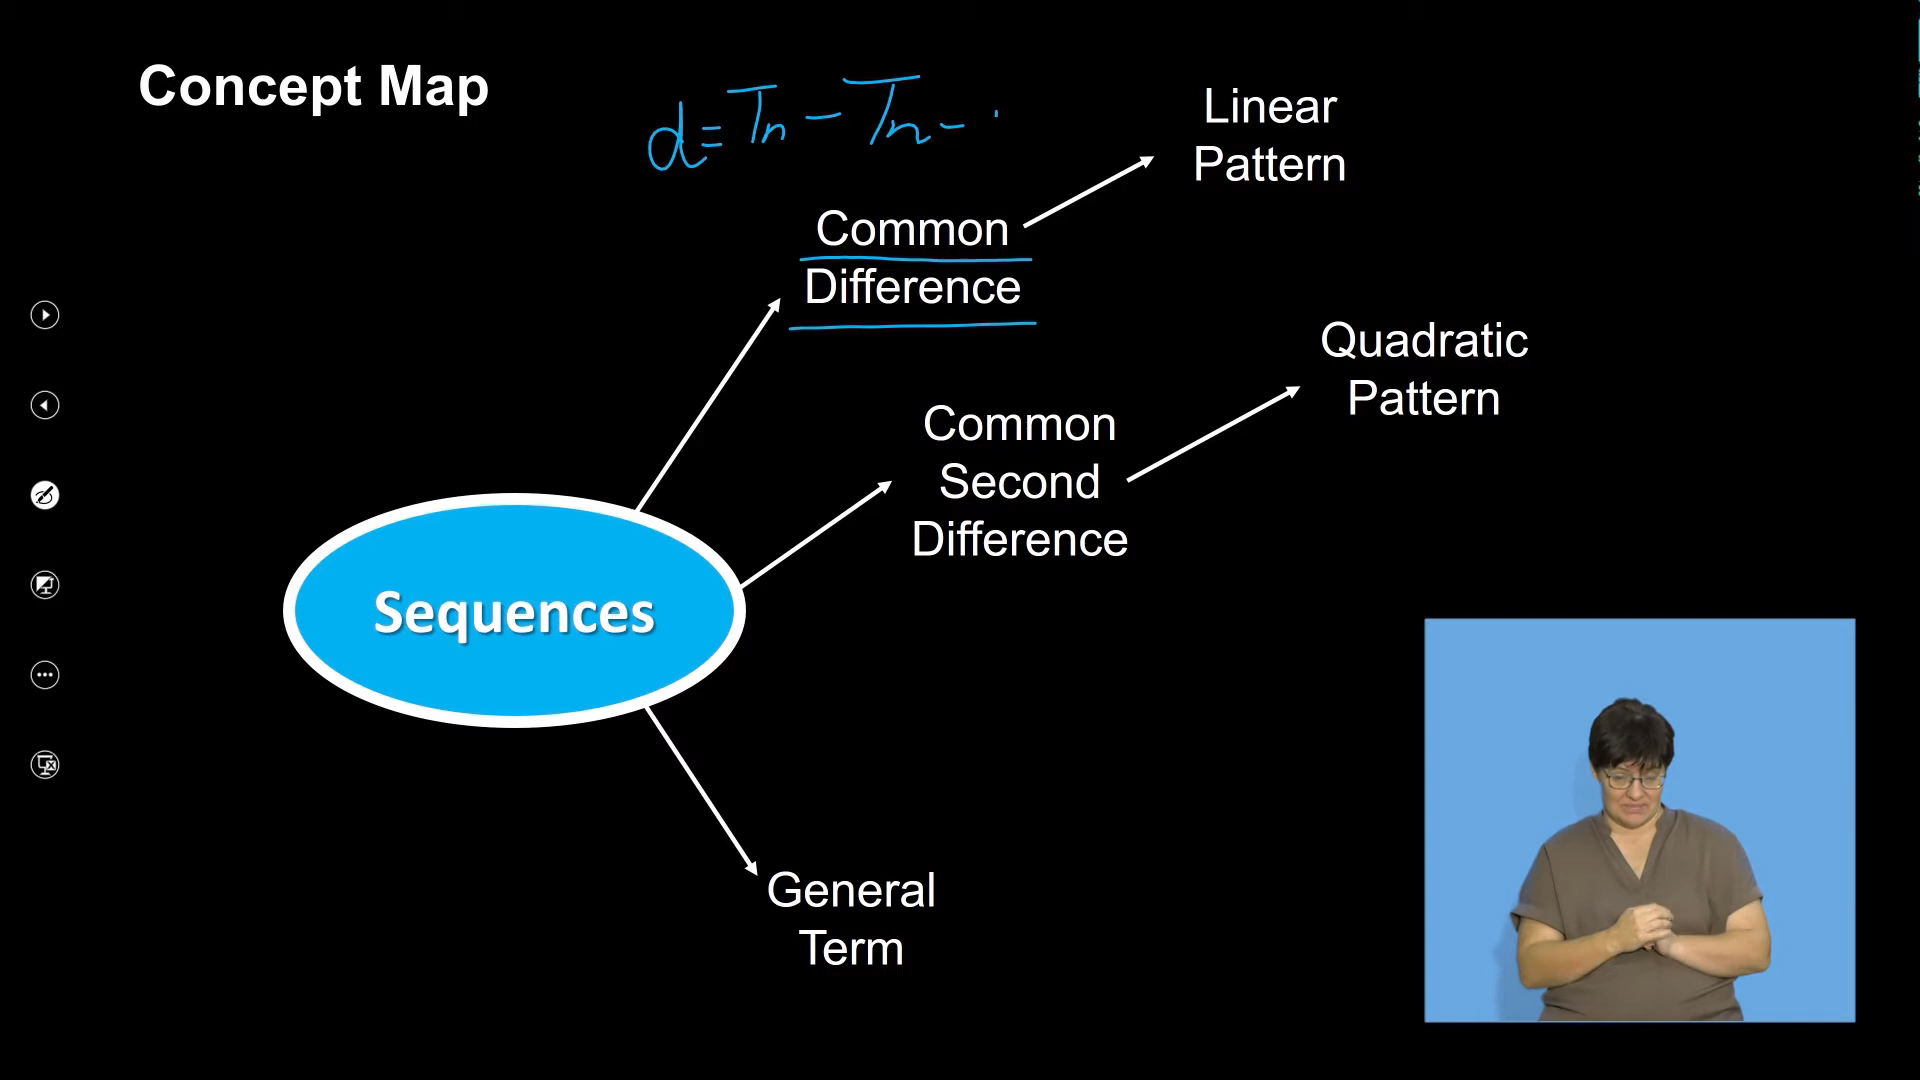 Concept Map
d = Tn - Tn-
Linear
Pattern
Common
Difference
Quadratic
Pattern
Common
Second
Difference
Sequences
General
Term